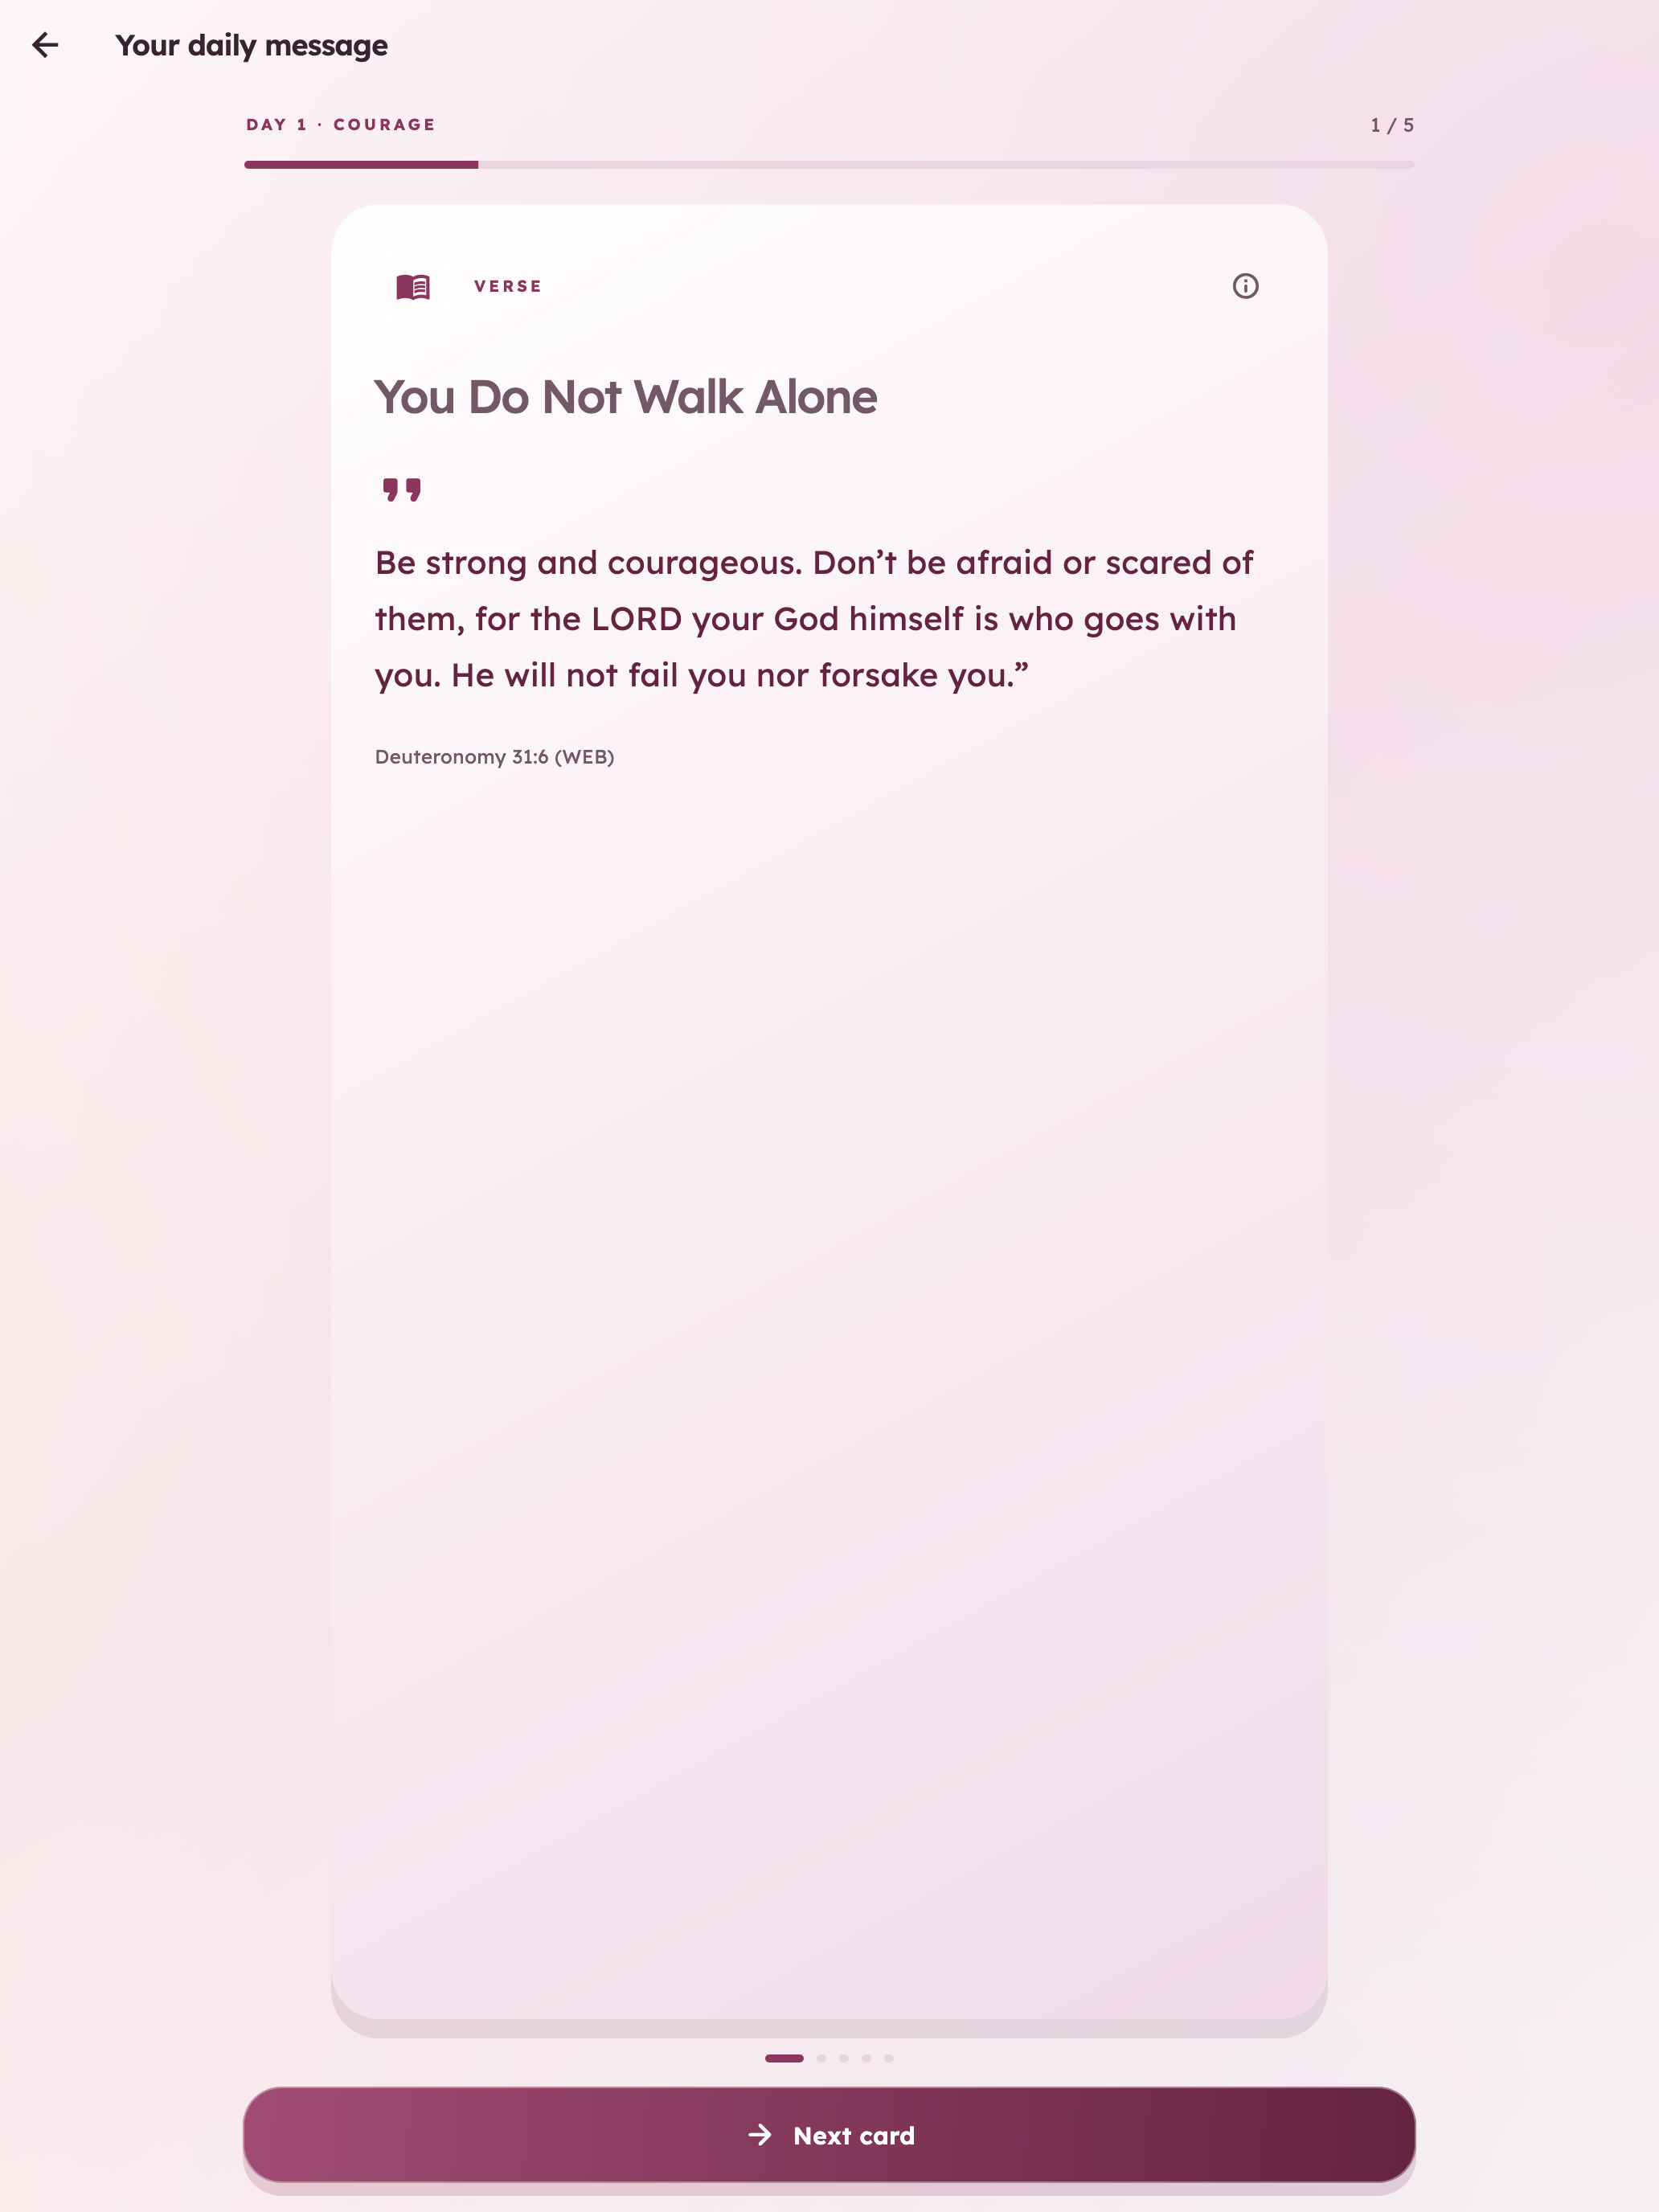 Your daily message
DAY 1 · COURAGE
1 / 5
VERSE
You Do Not Walk Alone
”
Be strong and courageous. Don’t be afraid or scared of
them, for the LORD your God himself is who goes with
you. He will not fail you nor forsake you.”
Deuteronomy 31:6 (WEB)
Next card